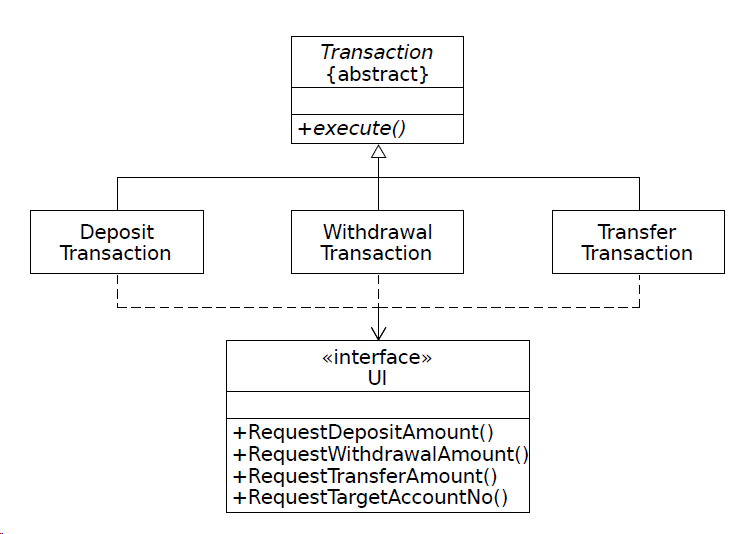 Transaction
{abstract}
+execute()
Deposit
Transaction
Withdrawal
Transaction
Transfer
Transaction
«interface»
UI
+RequestDepositAmount()
+RequestWithdrawalAmount()
+RequestTransferAmount()
+RequestTargetAccountNo()